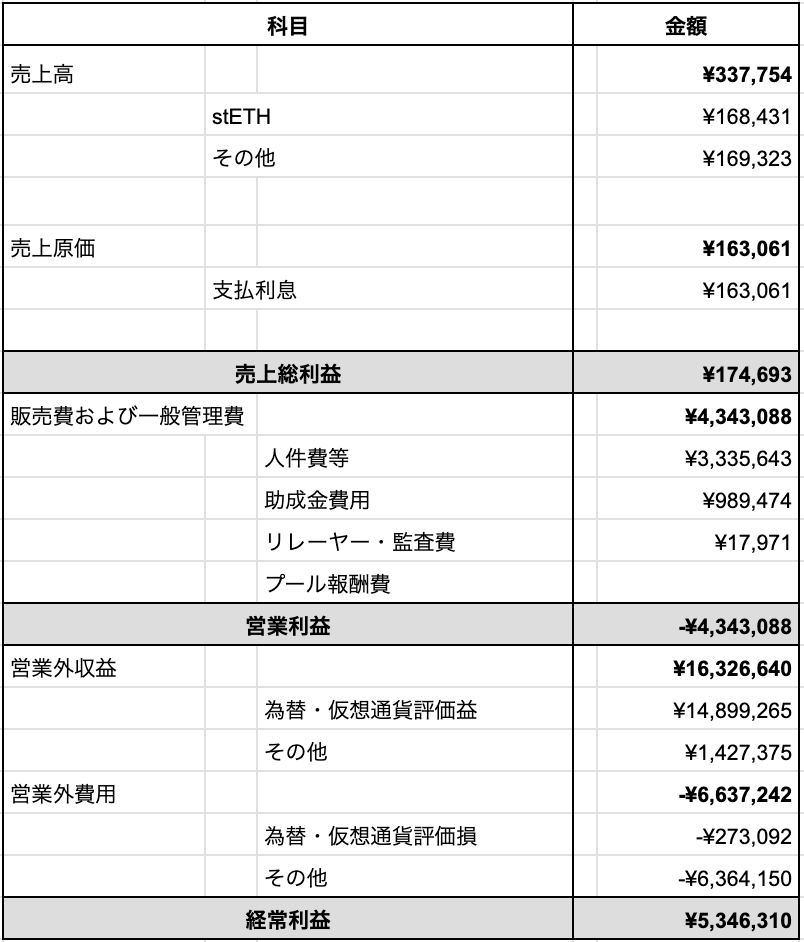 科目 金額
売上高 ¥337,754
stETH ¥168,431
その他 ¥169,323
売上原価 ¥163,061
支払利息 ¥163,061
売上総利益 ¥174,693
販売費および一般管理費 ¥4,343,088
人件費等 ¥3,335,643
助成金費用 ¥989,474
リレーヤー・監査費 ¥17,971
プール報酬費
営業利益 -¥4,343,088
営業外収益 ¥16,326,640
為替・仮想通貨評価益 ¥14,899,265
その他 ¥1,427,375
営業外費用 -¥6,637,242
為替・仮想通貨評価損 -¥273,092
その他 -¥6,364,150
経常利益 ¥5,346,310